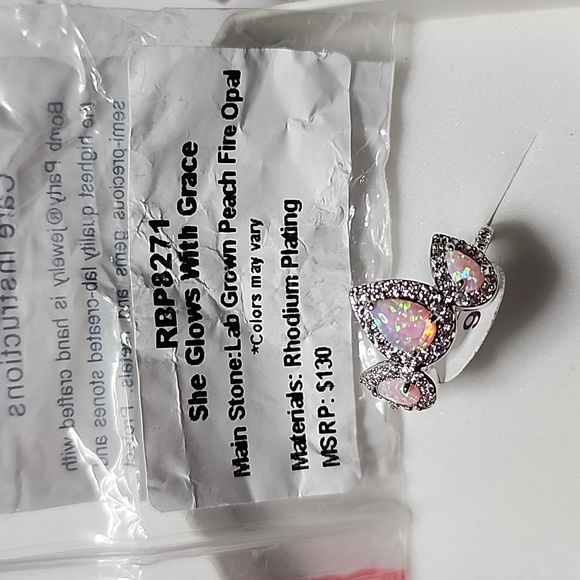 RBP8271
She Glows With Grace
Main Stone:Lab Grown Peach Fire Opal
*Colors may vary
Materials: Rhodium Plating
MSRP: $130
Care Instructions
Bomb Party® jewelry is hand crafted with
the highest quality lab-created stones and
semi-precious gems and metals. Protect
6